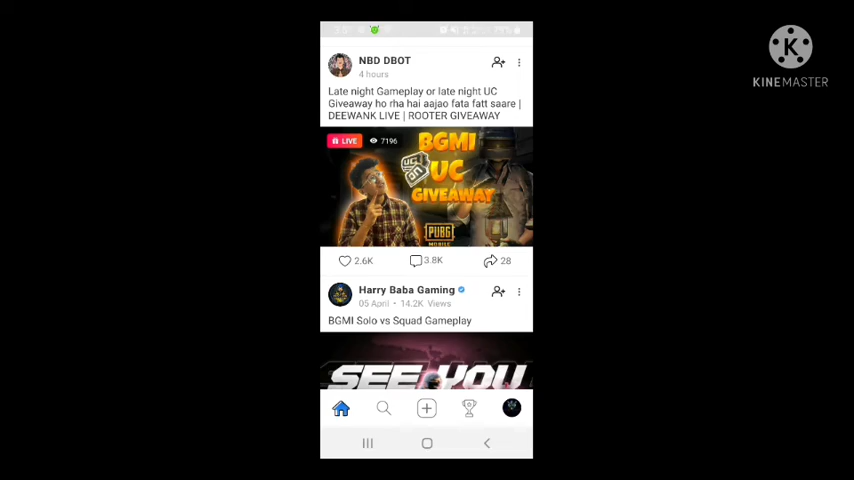 79%
K
KINEMASTER
NBD DBOT
4 hours
Late night Gameplay or late night UC
Giveaway ho rha hai aajao fata fatt saare |
DEEWANK LIVE | ROOTER GIVEAWAY
LIVE 7196
BGMI
UC
GIVEAWAY
PUBG
MOBILE
2.6K 3.8K 28
Harry Baba Gaming
05 April • 14.2K Views
BGMI Solo vs Squad Gameplay
SEE YOU